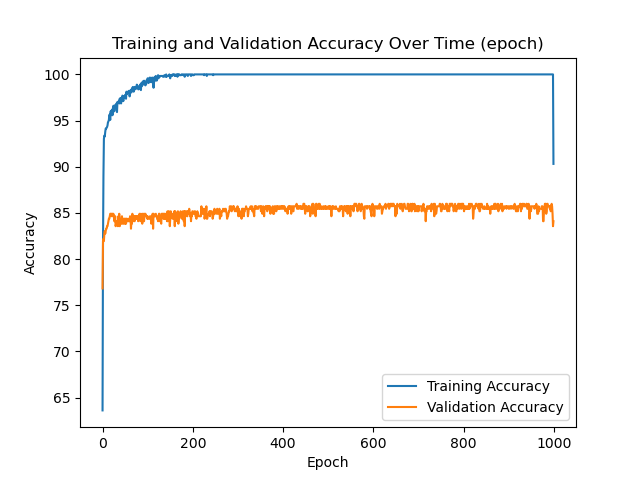 Training and Validation Accuracy Over Time (epoch)
100
95
90
85
80
75
70
65
Accuracy
0
200
400
600
800
1000
Epoch
Training Accuracy
Validation Accuracy